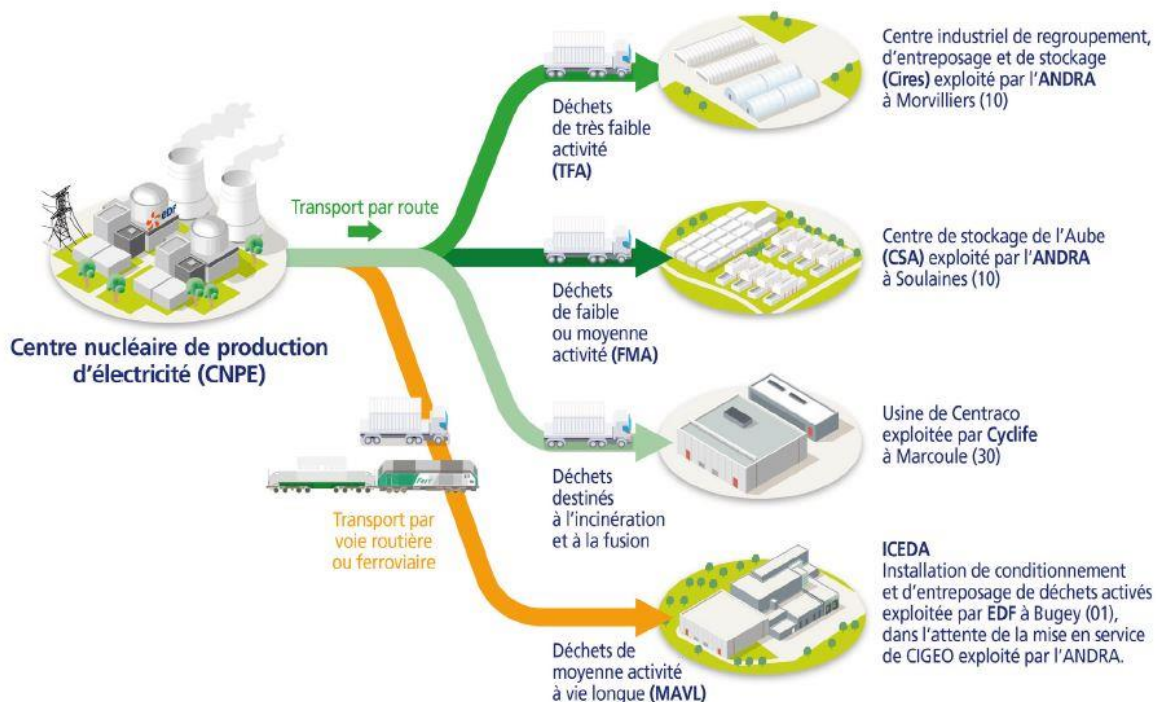 Centre industriel de regroupement,
d'entreposage et de stockage
(Cires) exploité par l'ANDRA
à Morvilliers (10)
Déchets
de très faible
activité
(TFA)
eDF
Transport par route
Centre de stockage de l'Aube
(CSA) exploité par l'ANDRA
à Soulaines (10)
Déchets
de faible
ou moyenne
activité (FMA)
Centre nucléaire de production
d'électricité (CNPE)
Usine de Centraco
exploitée par Cyclife
à Marcoule (30)
Déchets
destinés
à l'incinération
et à la fusion
Transport par
voie routière
ou ferroviaire
ICEDA
Installation de conditionnement
et d'entreposage de déchets activés
exploitée par EDF à Bugey (01),
dans l'attente de la mise en service
de CIGEO exploité par l'ANDRA.
Déchets de
moyenne activité
à vie longue (MAVL)